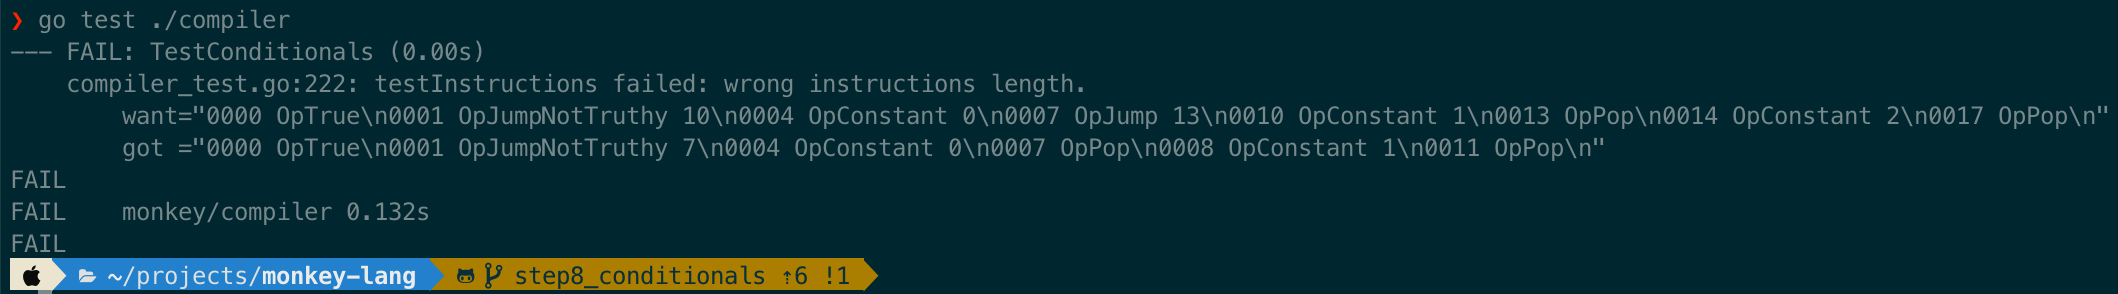 ❯ go test ./compiler
--- FAIL: TestConditionals (0.00s)
    compiler_test.go:222: testInstructions failed: wrong instructions length.
        want="0000 OpTrue\n0001 OpJumpNotTruthy 10\n0004 OpConstant 0\n0007 OpJump 13\n0010 OpConstant 1\n0013 OpPop\n0014 OpConstant 2\n0017 OpPop\n"
        got ="0000 OpTrue\n0001 OpJumpNotTruthy 7\n0004 OpConstant 0\n0007 OpPop\n0008 OpConstant 1\n0011 OpPop\n"
FAIL
FAIL    monkey/compiler 0.132s
FAIL
~/projects/monkey-lang step8_conditionals ⇡6 !1